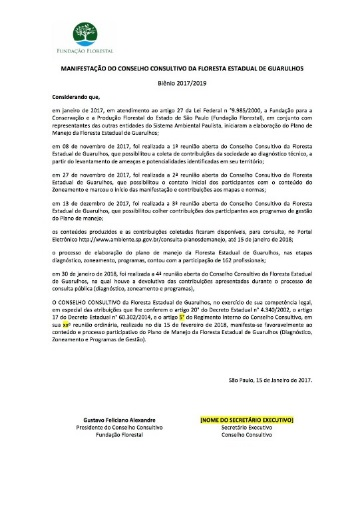 FUNDAÇÃO FLORESTAL
MANIFESTAÇÃO DO CONSELHO CONSULTIVO DA FLORESTA ESTADUAL DE GUARULHOS
Biênio 2017/2019
Considerando que,
em janeiro de 2017, em atendimento ao artigo 27 da Lei Federal n °9.985/2000, a Fundação para a
Conservação e a Produção Florestal do Estado de São Paulo (Fundação Florestal), em conjunto com
representantes das outras entidades do Sistema Ambiental Paulista, iniciaram a elaboração do Plano de
Manejo da Floresta Estadual de Guarulhos;
em 08 de novembro de 2017, foi realizada a 1ª reunião aberta do Conselho Consultivo da Floresta
Estadual de Guarulhos, que possibilitou a coleta de contribuições da sociedade ao diagnóstico técnico, a
partir do levantamento de ameaças e potencialidades identificadas em seu território;
em 27 de novembro de 2017, foi realizada a 2ª reunião aberta do Conselho Consultivo da Floresta
Estadual de Guarulhos, que possibilitou o contato inicial dos participantes com o conteúdo do
zoneamento e marcou o início das manifestações e contribuições aos mapas e normas;
em 13 de dezembro de 2017, foi realizada a 3ª reunião aberta do Conselho Consultivo da Floresta
Estadual de Guarulhos, que possibilitou colher contribuições dos participantes aos programas de gestão
do Plano de manejo;
os conteúdos produzidos e as contribuições coletadas ficaram disponíveis, para consulta, no Portal
Eletrônico http://www.ambiente.sp.gov.br/consulta-planosdemanejo, até 15 de janeiro de 2018;
o processo de elaboração do plano de manejo da Floresta Estadual de Guarulhos, nas etapas
diagnóstico, zoneamento, programas, contou com a participação de 162 profissionais;
em 30 de janeiro de 2018, foi realizada a 4ª reunião aberta do Conselho Consultivo da Floresta Estadual
de Guarulhos, na qual houve a devolutiva das contribuições apresentadas durante o processo de
consulta pública (diagnóstico, zoneamento e programas),
O CONSELHO CONSULTIVO da Floresta Estadual de Guarulhos, no exercício de sua competência legal,
em especial das atribuições que lhe conferem o artigo 20° do Decreto Estadual n° 4.340/2002, o artigo
17 do Decreto Estadual n° 60.302/2014, e o artigo 5° do Regimento Interno do Conselho Consultivo, em
sua xxª reunião ordinária, realizada no dia 15 de fevereiro de 2018, manifesta-se favoravelmente ao
conteúdo e processo participativo do Plano de Manejo da Floresta Estadual de Guarulhos (Diagnóstico,
Zoneamento e Programas de Gestão).
São Paulo, 15 de Janeiro de 2017.
Gustavo Feliciano Alexandre
Presidente do Conselho Consultivo
Fundação Florestal
[NOME DO SECRETÁRIO EXECUTIVO]
Secretário Executivo
Conselho Consultivo